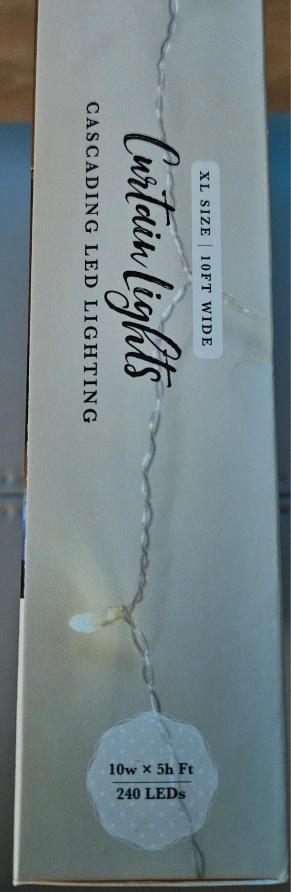 XL SIZE | 10FT WIDE
Curtain lights
CASCADING LED LIGHTING
10w × 5h Ft
240 LEDs